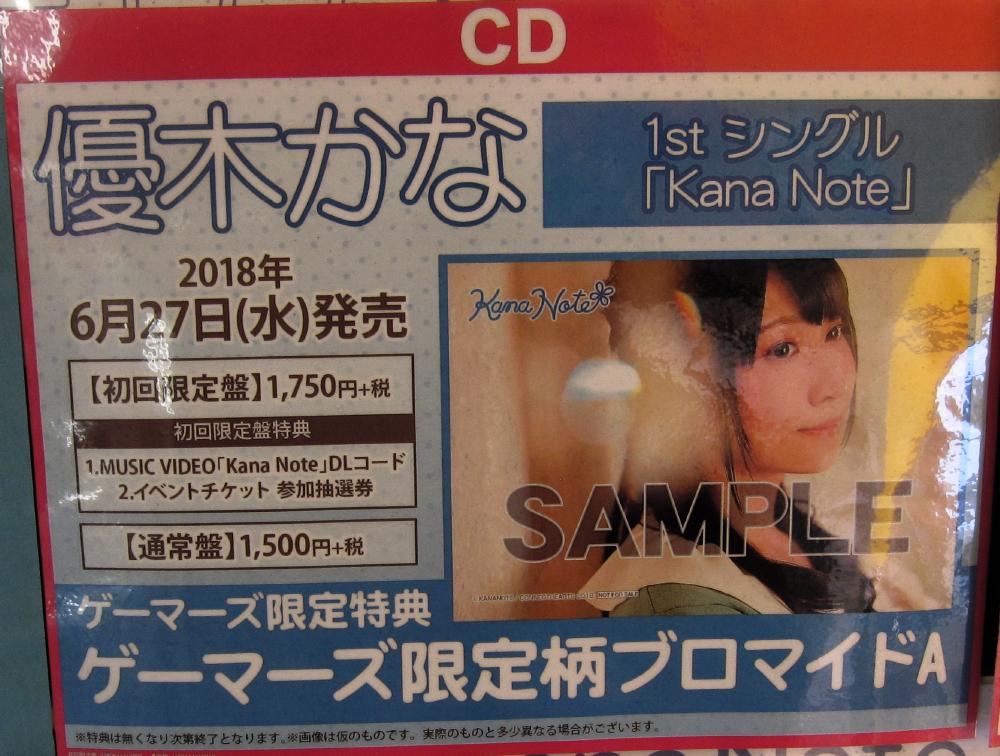 CD
優木かな
1st シングル
「Kana Note」
2018年
6月27日(水)発売
【初回限定盤】1,750円+税
初回限定盤特典
1.MUSIC VIDEO「Kana Note」DLコード
2.イベントチケット 参加抽選券
【通常盤】1,500円+税
Kana Note
SAMPLE
NOT FOR SALE
ゲーマーズ限定特典
ゲーマーズ限定柄ブロマイドA
※特典は無くなり次第終了となります。※画像は仮のものです。実際のものと多少異なる場合がございます。